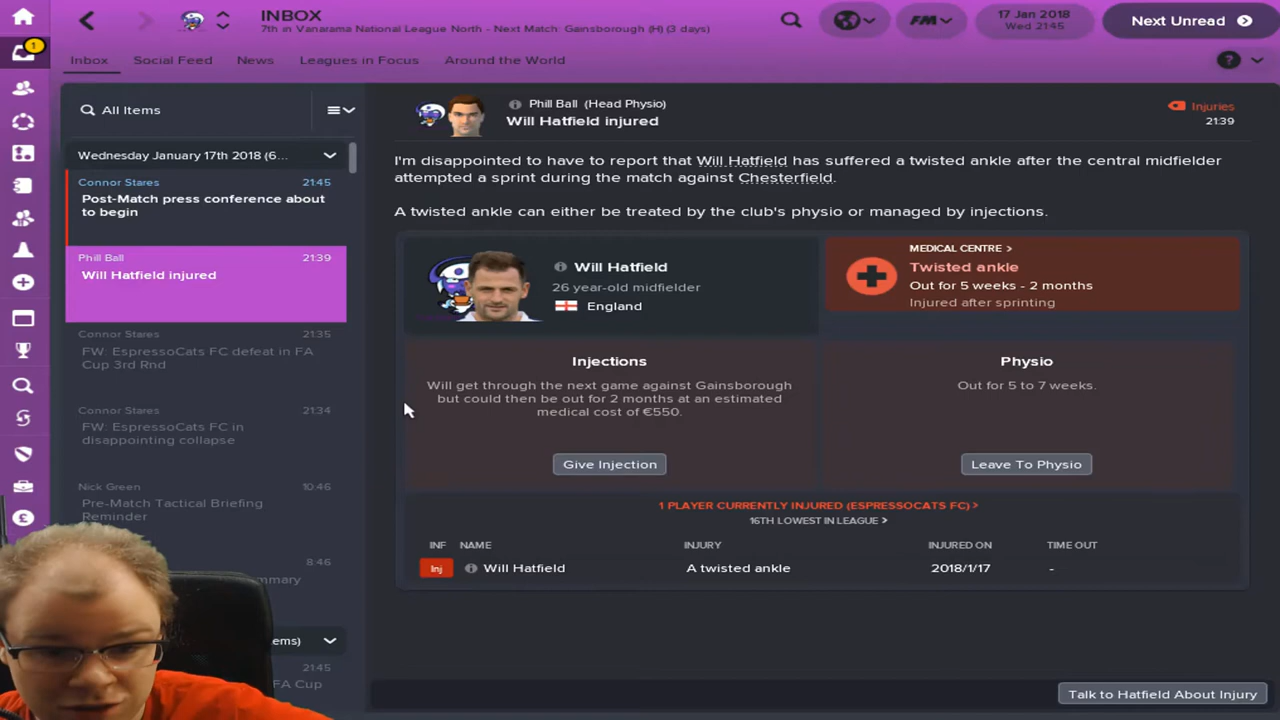 INBOX
7th in Vanarama National League North - Next Match: Gainsborough (H) (3 days)
FM
17 Jan 2018
Wed 21:45
Next Unread
1
Inbox
Social Feed
News
Leagues in Focus
Around the World
?
All Items
Wednesday January 17th 2018 (6...
Connor Stares
21:45
Post-Match press conference about
to begin
Phill Ball
21:39
Will Hatfield injured
Connor Stares
21:35
FW: EspressoCats FC defeat in FA
Cup 3rd Rnd
Connor Stares
21:34
FW: EspressoCats FC in
disappointing collapse
Nick Green
10:46
Pre-Match Tactical Briefing
Reminder
8:46
ems)
21:45
FA Cup
Phill Ball (Head Physio)
Will Hatfield injured
Injuries
21:39
I'm disappointed to have to report that Will Hatfield has suffered a twisted ankle after the central midfielder
attempted a sprint during the match against Chesterfield.
A twisted ankle can either be treated by the club's physio or managed by injections.
Will Hatfield
26 year-old midfielder
England
MEDICAL CENTRE >
Twisted ankle
Out for 5 weeks - 2 months
Injured after sprinting
Injections
Will get through the next game against Gainsborough
but could then be out for 2 months at an estimated
medical cost of €550.
Give Injection
Physio
Out for 5 to 7 weeks.
Leave To Physio
1 PLAYER CURRENTLY INJURED (ESPRESSOCATS FC) >
16TH LOWEST IN LEAGUE >
INF NAME INJURY INJURED ON TIME OUT
Inj Will Hatfield A twisted ankle 2018/1/17 -
Talk to Hatfield About Injury